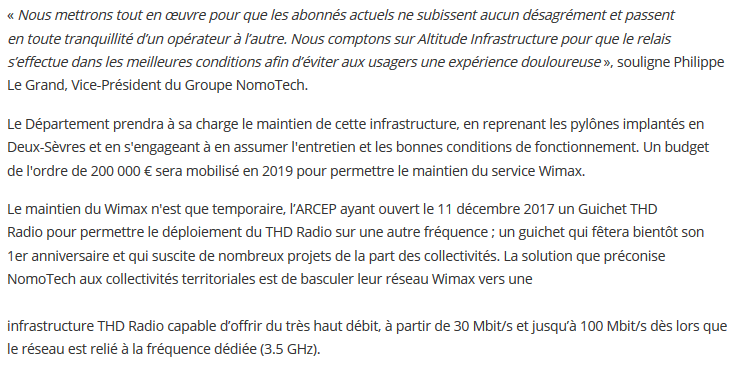 « Nous mettrons tout en œuvre pour que les abonnés actuels ne subissent aucun désagrément et passent
en toute tranquillité d’un opérateur à l’autre. Nous comptons sur Altitude Infrastructure pour que le relais
s’effectue dans les meilleures conditions afin d’éviter aux usagers une expérience douloureuse », souligne Philippe
Le Grand, Vice-Président du Groupe NomoTech.
Le Département prendra à sa charge le maintien de cette infrastructure, en reprenant les pylônes implantés en
Deux-Sèvres et en s'engageant à en assumer l'entretien et les bonnes conditions de fonctionnement. Un budget
de l'ordre de 200 000 € sera mobilisé en 2019 pour permettre le maintien du service Wimax.
Le maintien du Wimax n'est que temporaire, l’ARCEP ayant ouvert le 11 décembre 2017 un Guichet THD
Radio pour permettre le déploiement du THD Radio sur une autre fréquence ; un guichet qui fêtera bientôt son
1er anniversaire et qui suscite de nombreux projets de la part des collectivités. La solution que préconise
NomoTech aux collectivités territoriales est de basculer leur réseau Wimax vers une
infrastructure THD Radio capable d’offrir du très haut débit, à partir de 30 Mbit/s et jusqu’à 100 Mbit/s dès lors que
le réseau est relié à la fréquence dédiée (3.5 GHz).